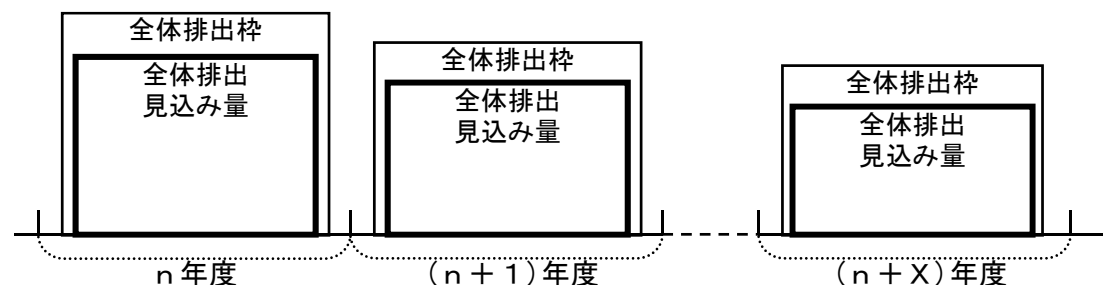 全体排出枠
全体排出
見込み量
全体排出枠
全体排出
見込み量
全体排出枠
全体排出
見込み量
n年度
(n+1)年度
(n+X)年度